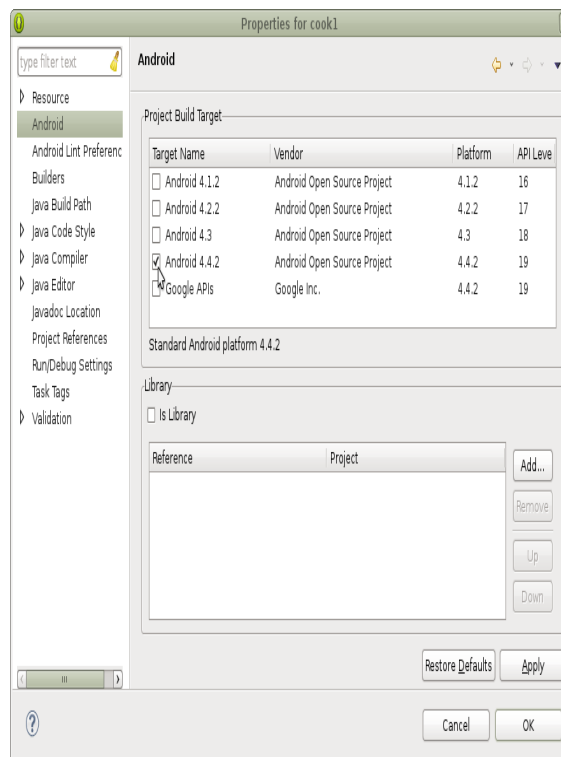 Properties for cook1
type filter text
Android
Resource
Android
Android Lint Preferenc
Builders
Java Build Path
Java Code Style
Java Compiler
Java Editor
Javadoc Location
Project References
Run/Debug Settings
Task Tags
Validation
Project Build Target
Target Name Vendor Platform API Leve
Android 4.1.2 Android Open Source Project 4.1.2 16
Android 4.2.2 Android Open Source Project 4.2.2 17
Android 4.3 Android Open Source Project 4.3 18
Android 4.4.2 Android Open Source Project 4.4.2 19
Google APIs Google Inc. 4.4.2 19
Standard Android platform 4.4.2
Library
Is Library
Reference Project
Add...
Remove
Up
Down
Restore Defaults Apply
Cancel OK